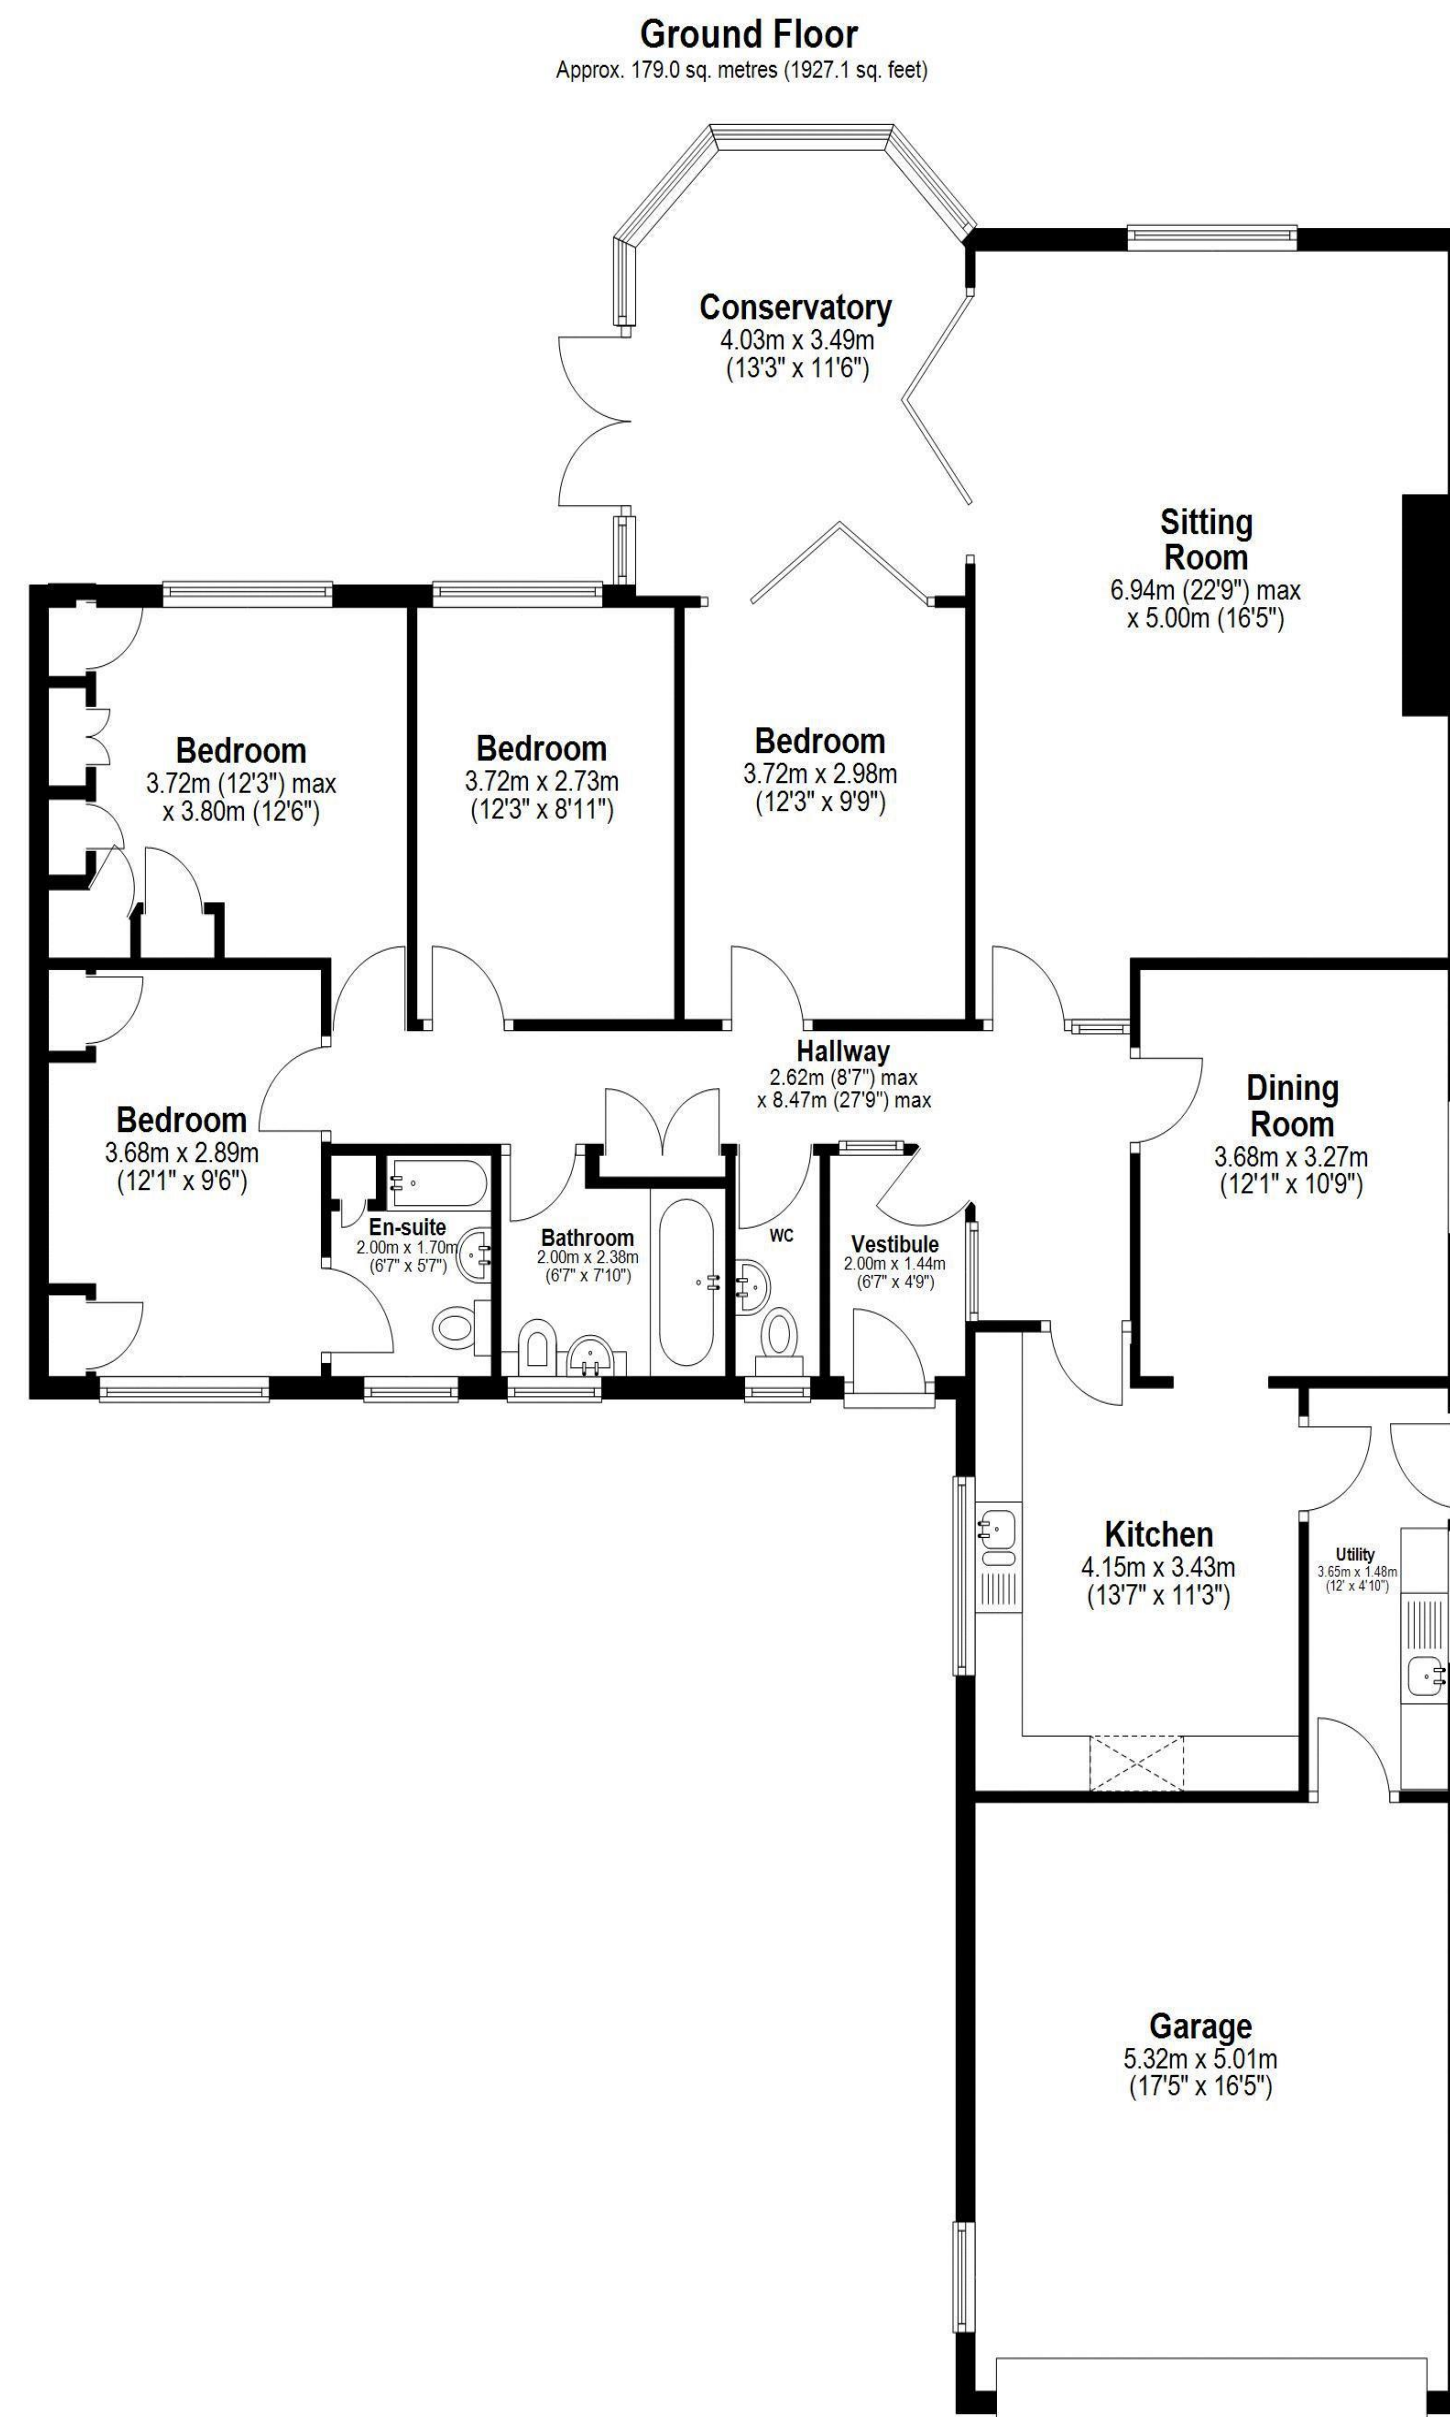 Ground Floor
Approx. 179.0 sq. metres (1927.1 sq. feet)
Conservatory
4.03m x 3.49m
(13'3" x 11'6")
Sitting
Room
6.94m (22'9") max
x 5.00m (16'5")
Bedroom
3.72m (12'3") max
x 3.80m (12'6")
Bedroom
3.72m x 2.73m
(12'3" x 8'11")
Bedroom
3.72m x 2.98m
(12'3" x 9'9")
Hallway
2.62m (8'7") max
x 8.47m (27'9") max
Dining
Room
3.68m x 3.27m
(12'1" x 10'9")
Bedroom
3.68m x 2.89m
(12'1" x 9'6")
En-suite
2.00m x 1.70m
(6'7" x 5'7")
Bathroom
2.00m x 2.38m
(6'7" x 7'10")
WC
Vestibule
2.00m x 1.44m
(6'7" x 4'9")
Kitchen
4.15m x 3.43m
(13'7" x 11'3")
Utility
3.65m x 1.48m
(12' x 4'10")
Garage
5.32m x 5.01m
(17'5" x 16'5")